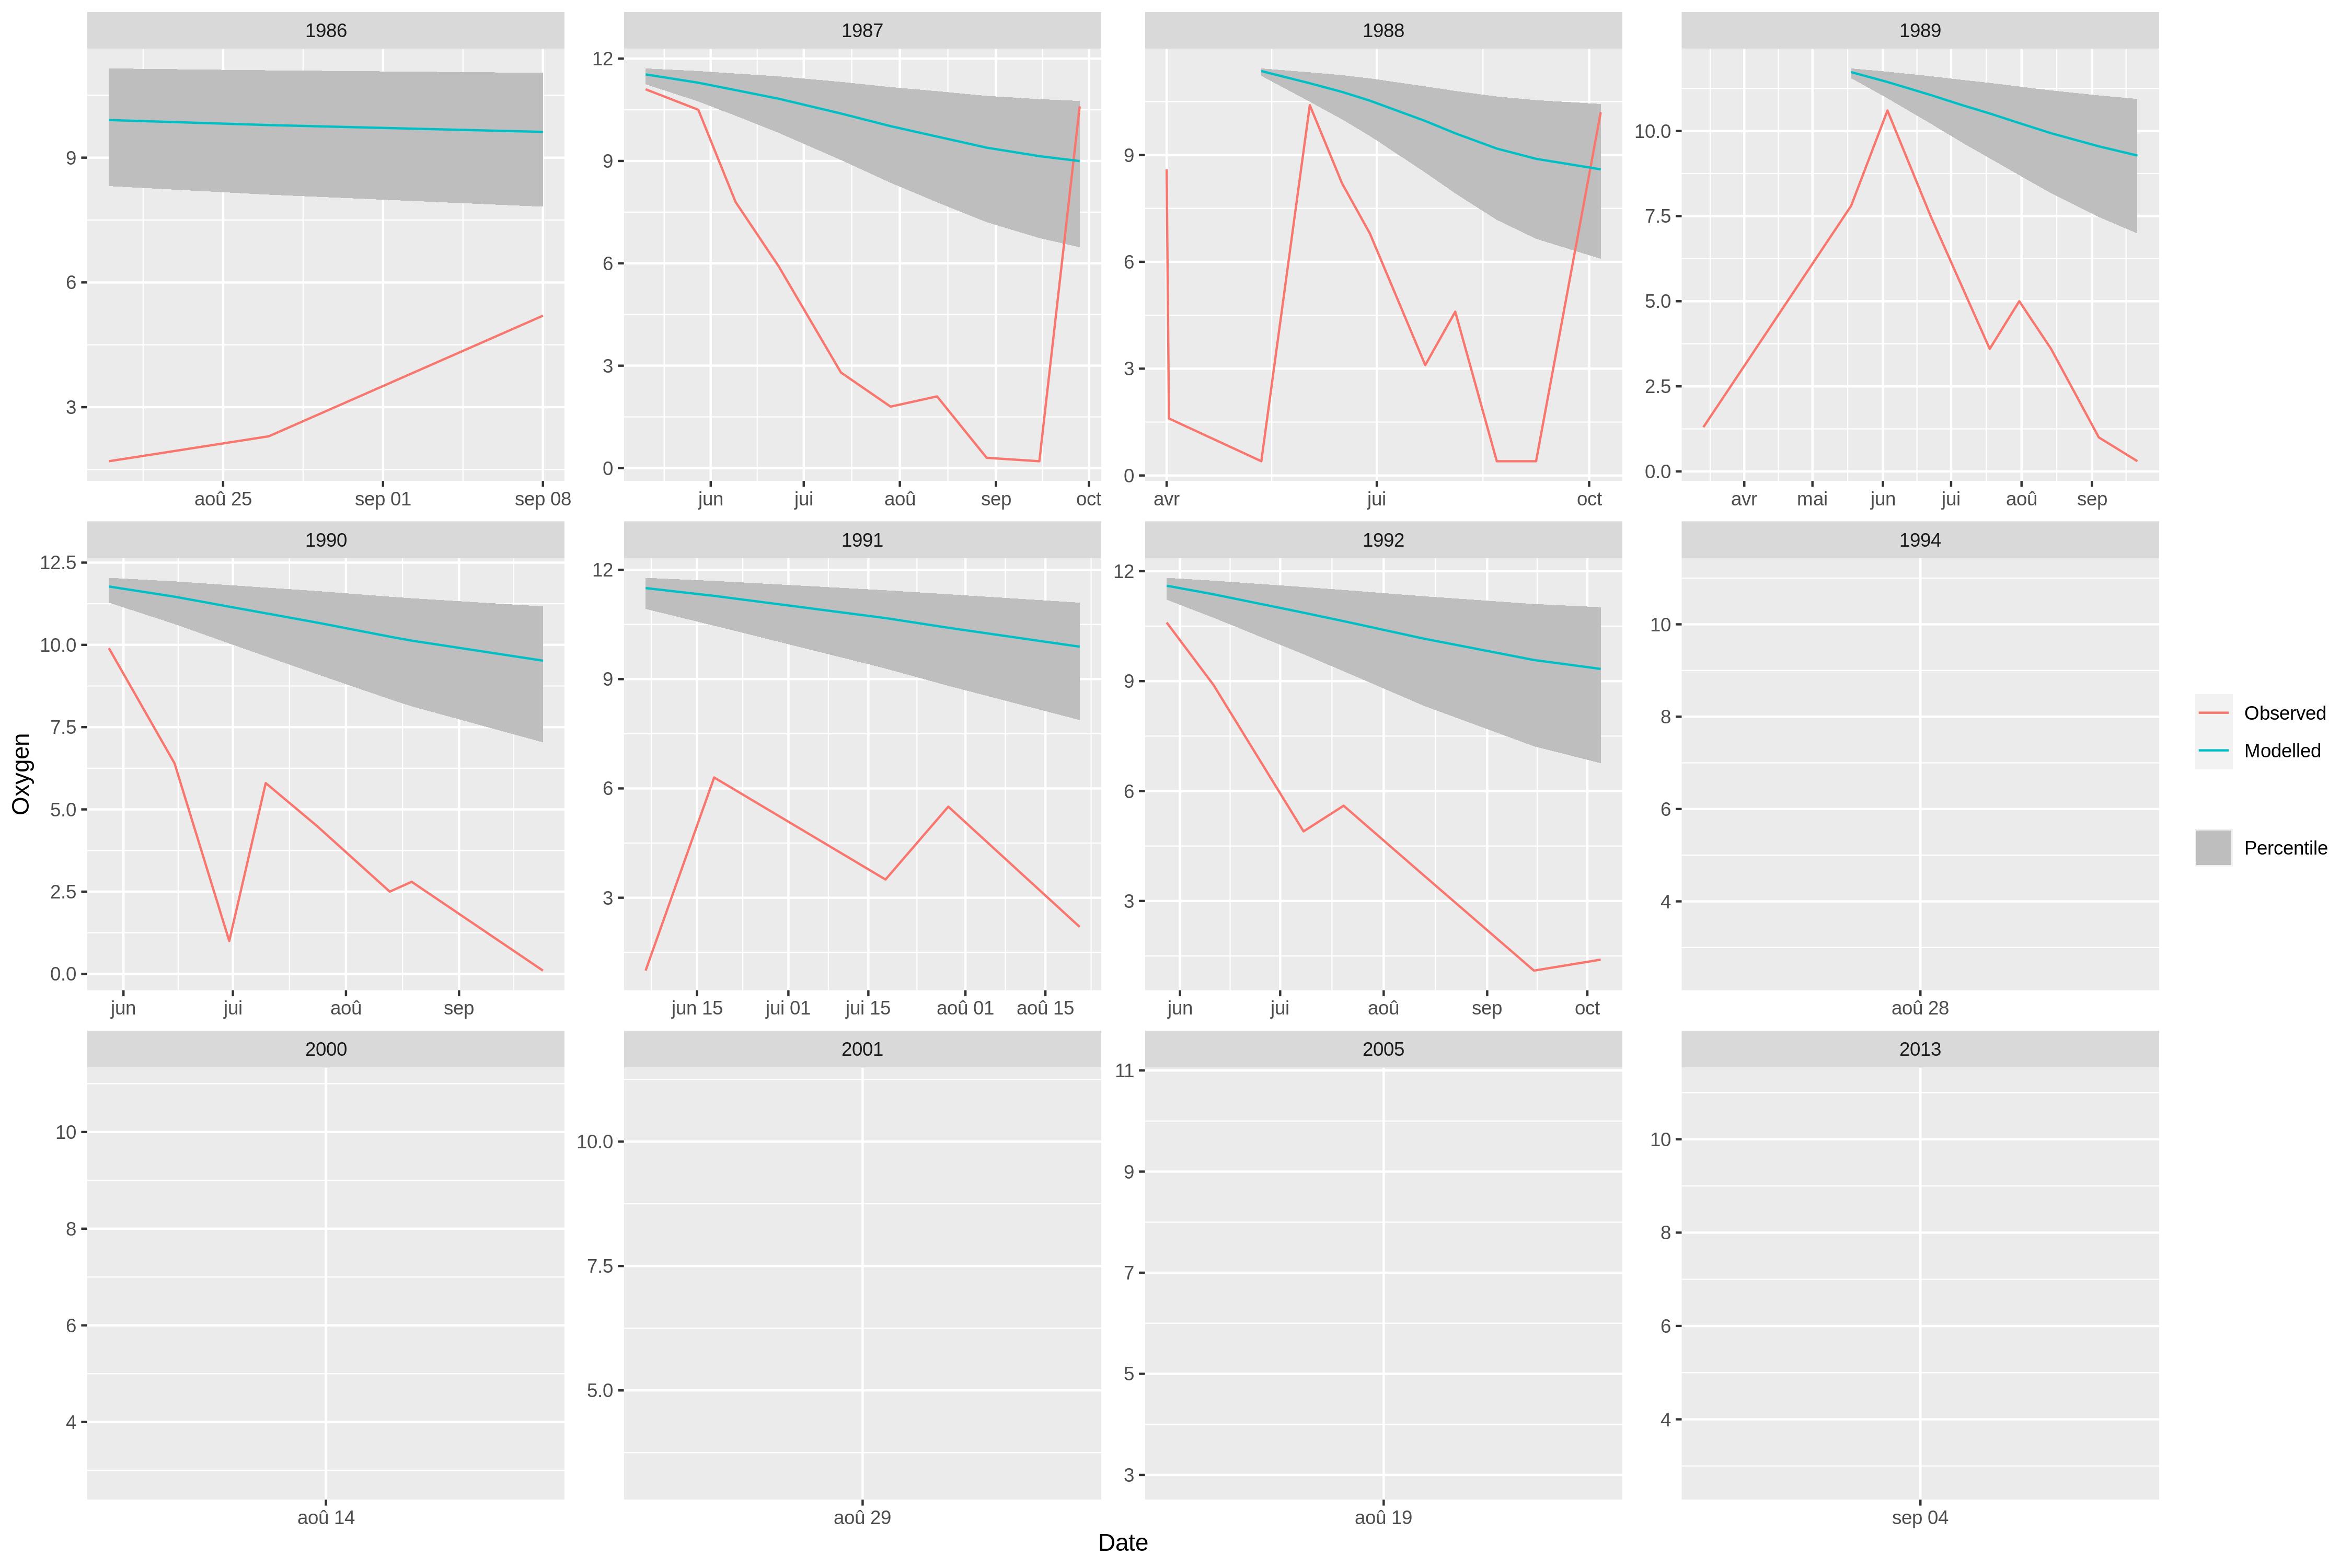 1986
1987
1988
1989
9
6
3
aoû 25
sep 01
sep 08
12
9
6
3
0
jun
jui
aoû
sep
oct
9
6
3
0
avr
jui
oct
10.0
7.5
5.0
2.5
0.0
avr
mai
jun
jui
aoû
sep
1990
1991
1992
1994
12.5
10.0
7.5
5.0
2.5
0.0
jun
jui
aoû
sep
12
9
6
3
jun 15
jui 01
jui 15
aoû 01
aoû 15
12
9
6
3
jun
jui
aoû
sep
oct
10
8
6
4
aoû 28
2000
2001
2005
2013
10
8
6
4
aoû 14
10.0
7.5
5.0
aoû 29
11
9
7
5
3
aoû 19
10
8
6
4
sep 04
Oxygen
Date
Observed
Modelled
Percentile